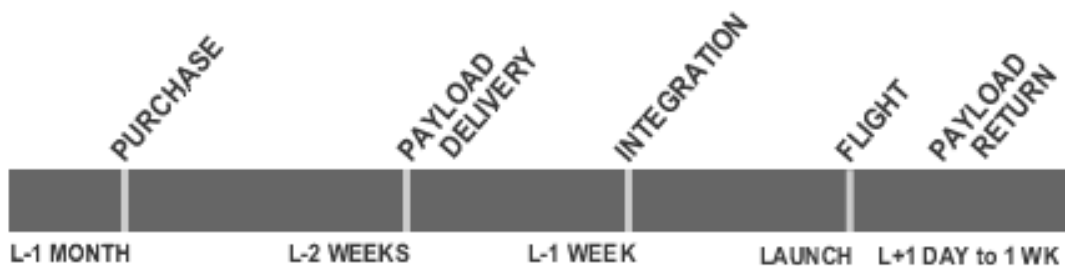 PURCHASE
PAYLOAD
DELIVERY
INTEGRATION
FLIGHT
PAYLOAD
RETURN
L-1 MONTH
L-2 WEEKS
L-1 WEEK
LAUNCH
L+1 DAY to 1 WK